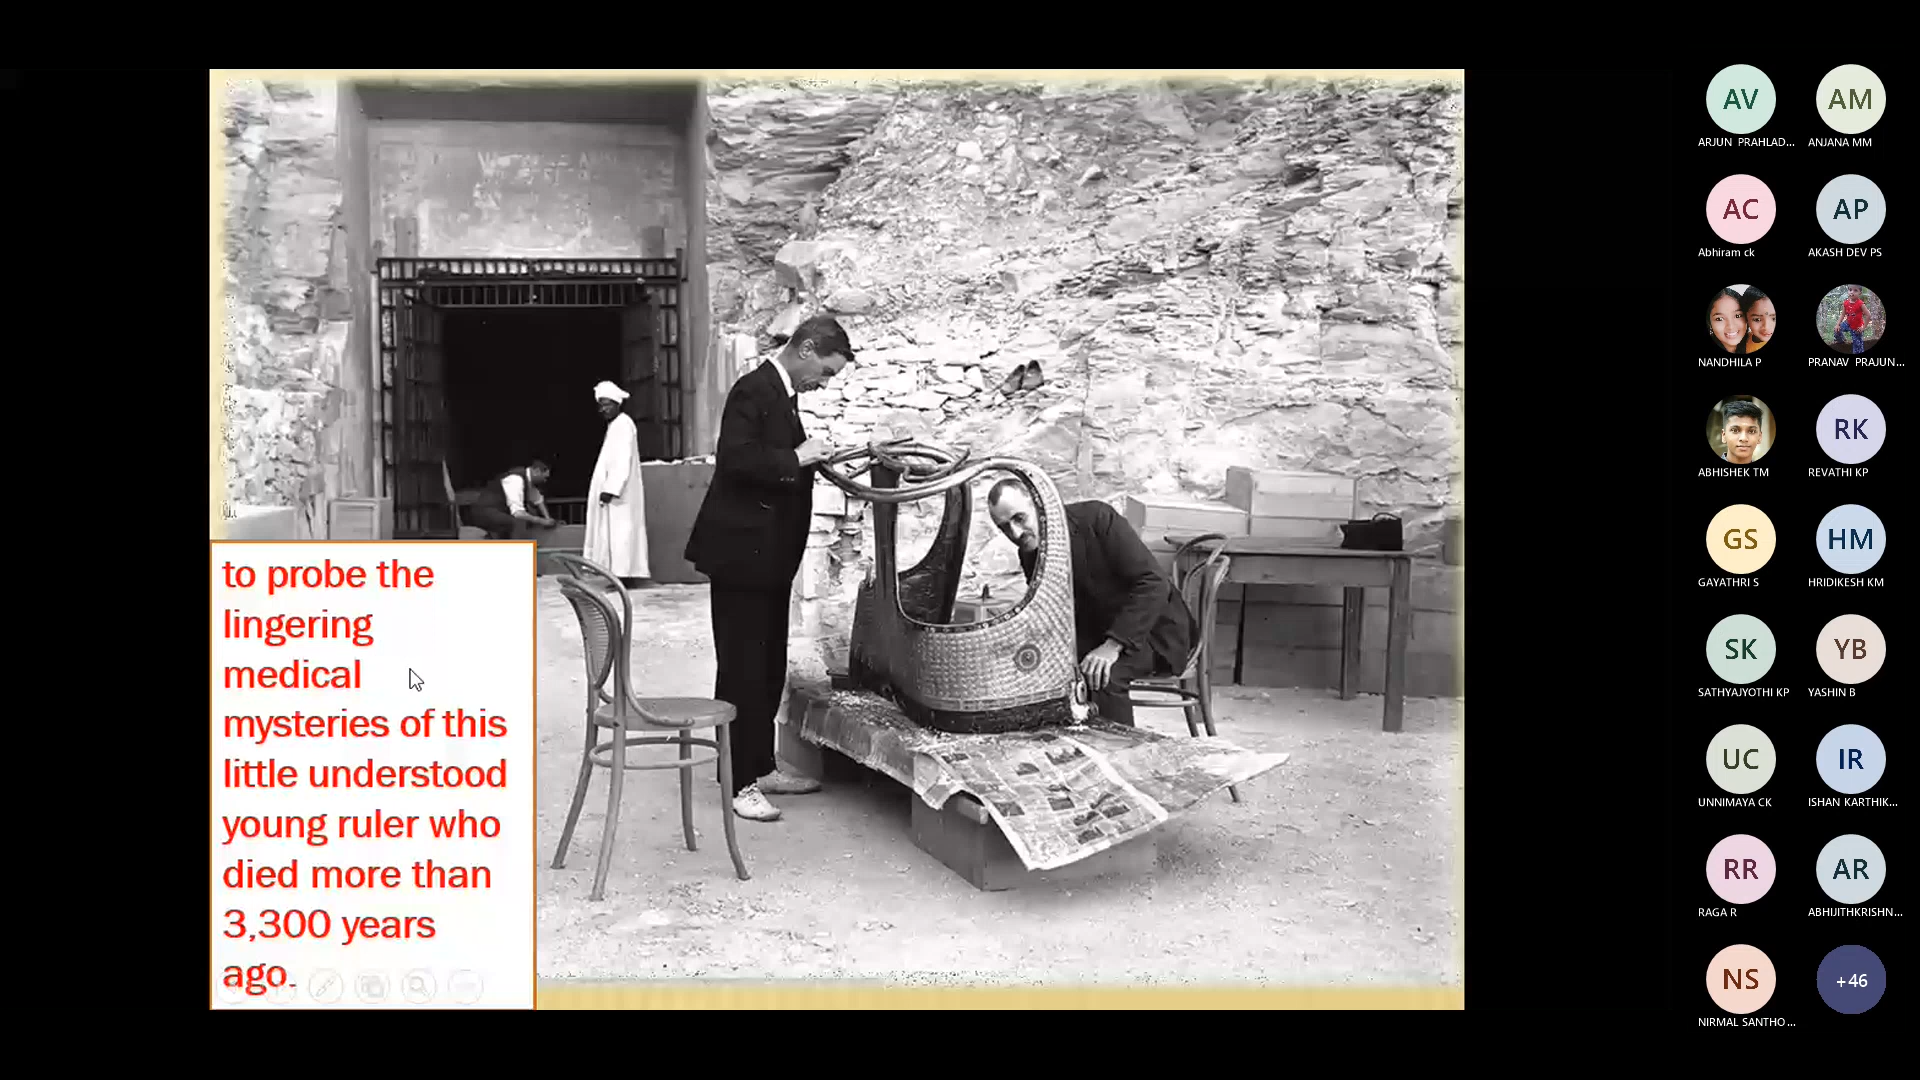 to probe the
lingering
medical
mysteries of this
little understood
young ruler who
died more than
3,300 years
ago.
AV
ARJUN PRAHLAD...
AM
ANJANA MM
AC
Abhiram ck
AP
AKASH DEV PS
NANDHILA P
PRANAV PRAJUN...
ABHISHEK TM
RK
REVATHI KP
GS
GAYATHRI S
HM
HRIDIKESH KM
SK
SATHYAJYOTHI KP
YB
YASHIN B
UC
UNNIMAYA CK
IR
ISHAN KARTHIK...
RR
RAGA R
AR
ABHIJITHKRISHN...
NS
NIRMAL SANTHO...
+46